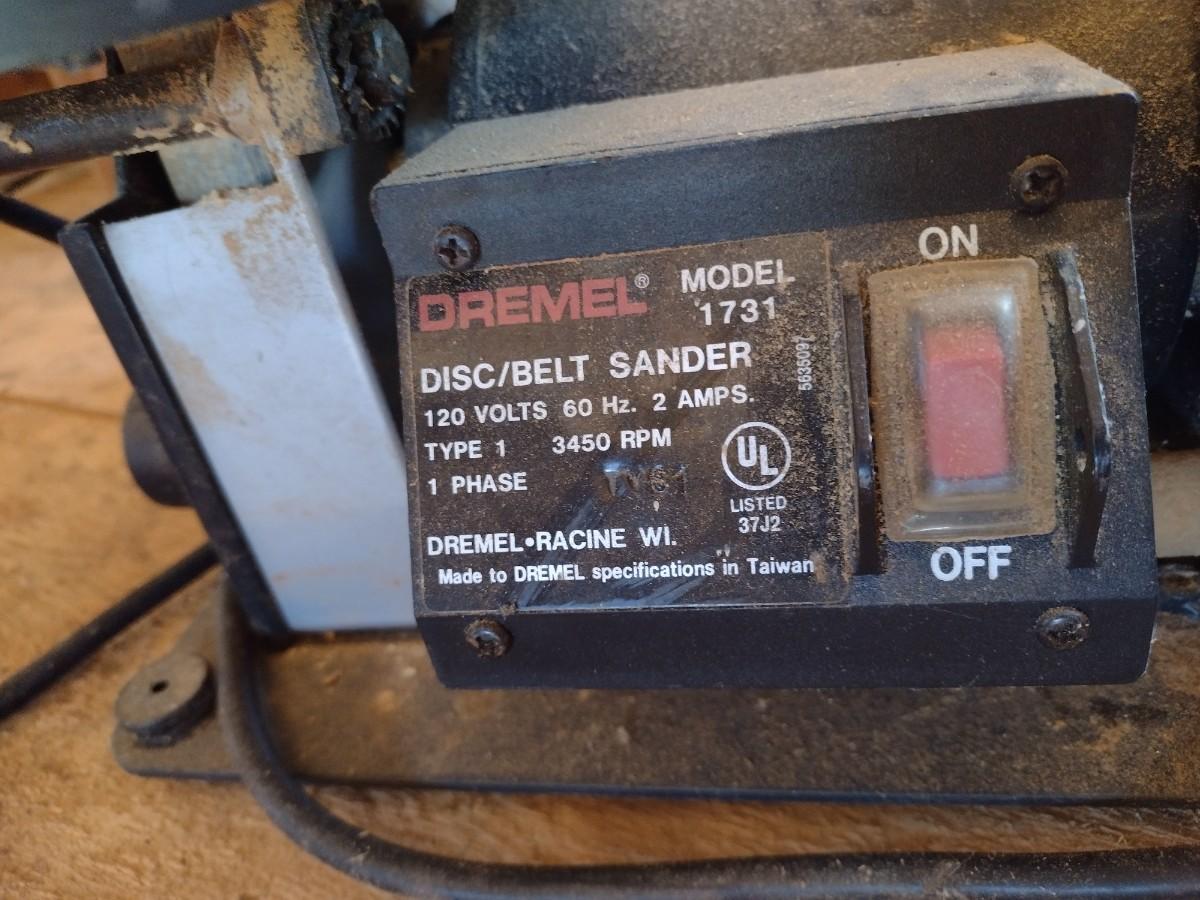 DREMEL® MODEL
1731
DISC/BELT SANDER
120 VOLTS 60 Hz. 2 AMPS.
TYPE 1 3450 RPM
1 PHASE
UL
LISTED
37J2
DREMEL•RACINE WI.
Made to DREMEL specifications in Taiwan
ON
OFF